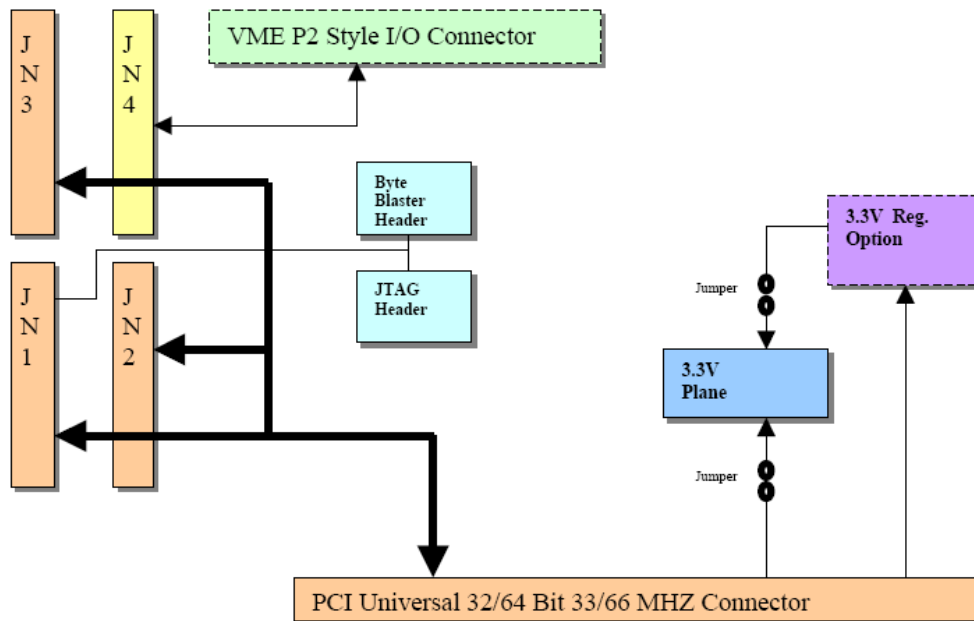 J
N
3
J
N
4
VME P2 Style I/O Connector
Byte
Blaster
Header
3.3V Reg.
Option
J
N
1
J
N
2
JTAG
Header
Jumper
3.3V
Plane
Jumper
PCI Universal 32/64 Bit 33/66 MHZ Connector